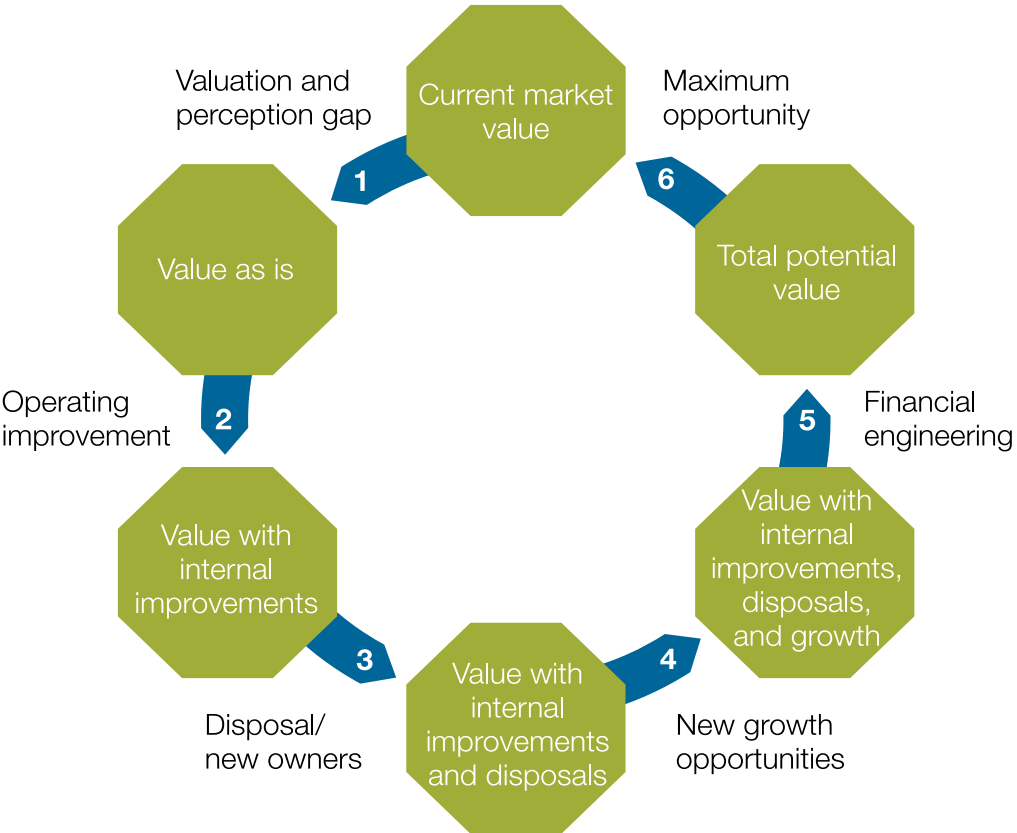 Current market
value
Valuation and
perception gap
1
Value as is
Operating
improvement
2
Value with
internal
improvements
3
Disposal/
new owners
Value with
internal
improvements
and disposals
4
New growth
opportunities
Value with
internal
improvements,
disposals,
and growth
5
Financial
engineering
Total potential
value
6
Maximum
opportunity